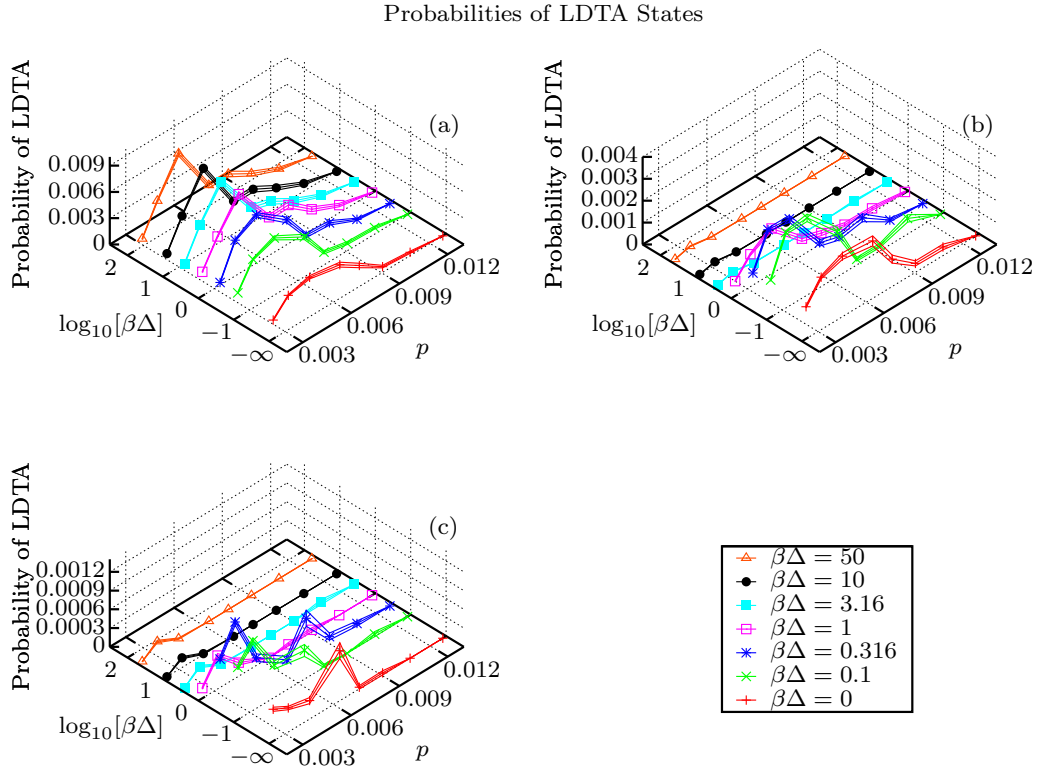 Probabilities of LDTA States
Probability of LDTA
(a)
0.009
0.006
0.003
0
2
1
0
−1
−∞
log10[βΔ]
0.003
0.006
0.009
0.012
p
Probability of LDTA
(b)
0.004
0.003
0.002
0.001
0
2
1
0
−1
−∞
log10[βΔ]
0.003
0.006
0.009
0.012
p
Probability of LDTA
(c)
0.0012
0.0009
0.0006
0.0003
0
2
1
0
−1
−∞
log10[βΔ]
0.003
0.006
0.009
0.012
p
βΔ = 50
βΔ = 10
βΔ = 3.16
βΔ = 1
βΔ = 0.316
βΔ = 0.1
βΔ = 0